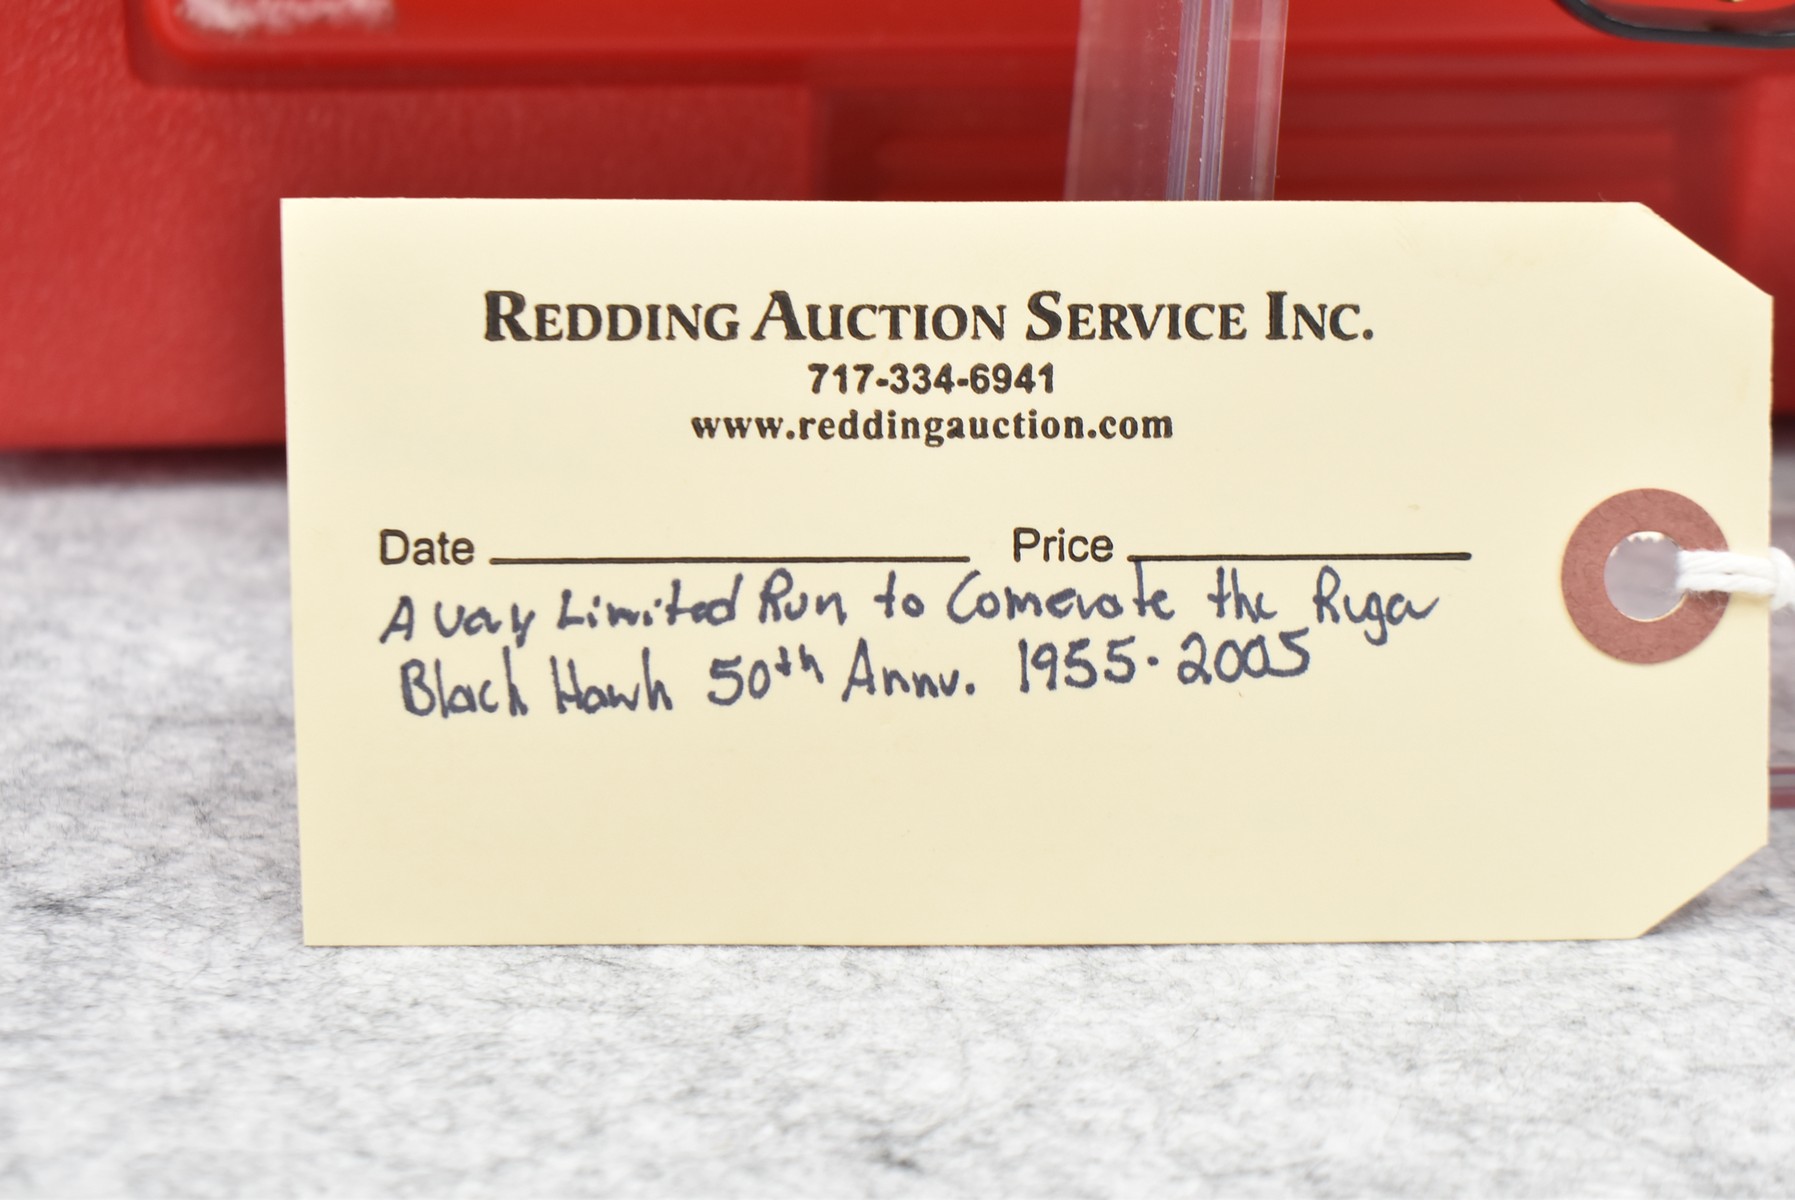 REDDING AUCTION SERVICE INC.
717-334-6941
www.reddingauction.com
Date Price
A Very Limited Run to Comerate the Ruger
Black Hawk 50th Annv. 1955-2005